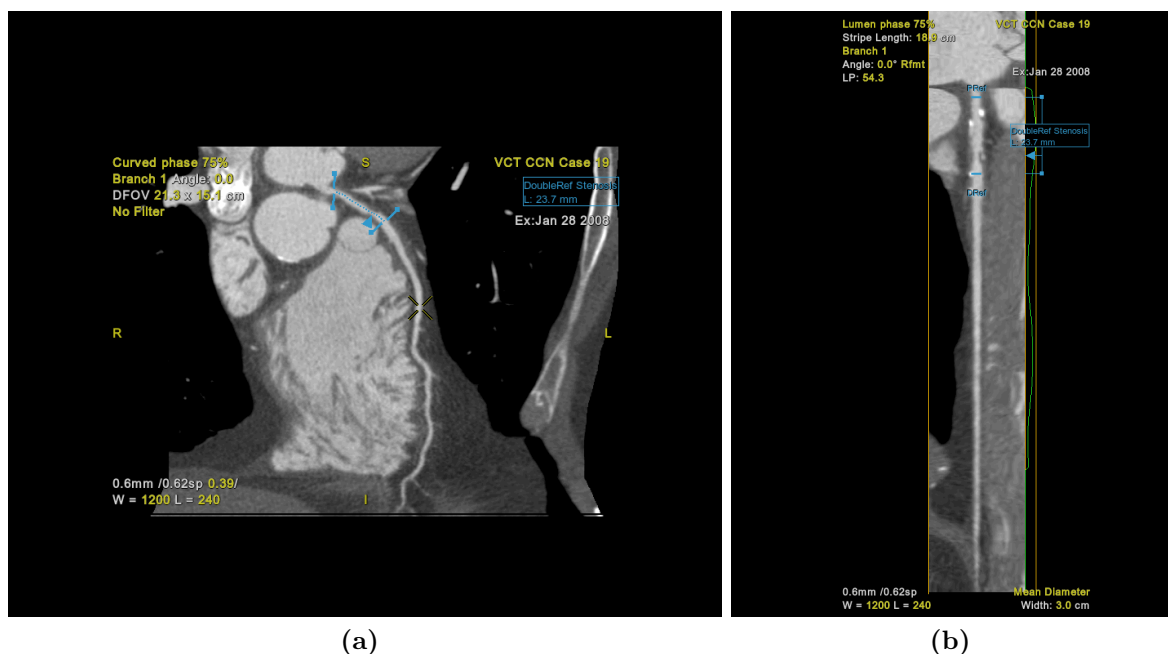 Curved phase 75%
Branch 1 Angle: 0.0
DFOV 21.3 x 15.1 cm
No Filter
S
VCT CCN Case 19
DoubleRef Stenosis
L: 23.7 mm
Ex:Jan 28 2008
R
L
0.6mm /0.62sp 0.39/
W = 1200 L = 240
I
(a)
Lumen phase 75%
Stripe Length: 18.9 cm
Branch 1
Angle: 0.0° Rfmt
LP: 54.3
VCT CCN Case 19
Ex:Jan 28 2008
PRef
DoubleRef Stenosis
L: 23.7 mm
DRef
0.6mm /0.62sp
W = 1200 L = 240
Mean Diameter
Width: 3.0 cm
(b)